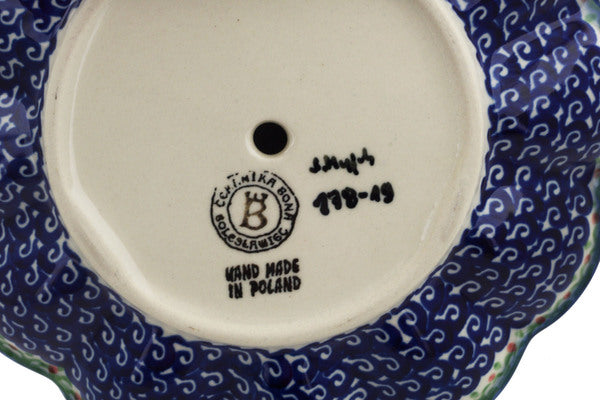 CERAMIKA BONA
BOLESŁAWIEC
B
HAND MADE
IN POLAND
178-19